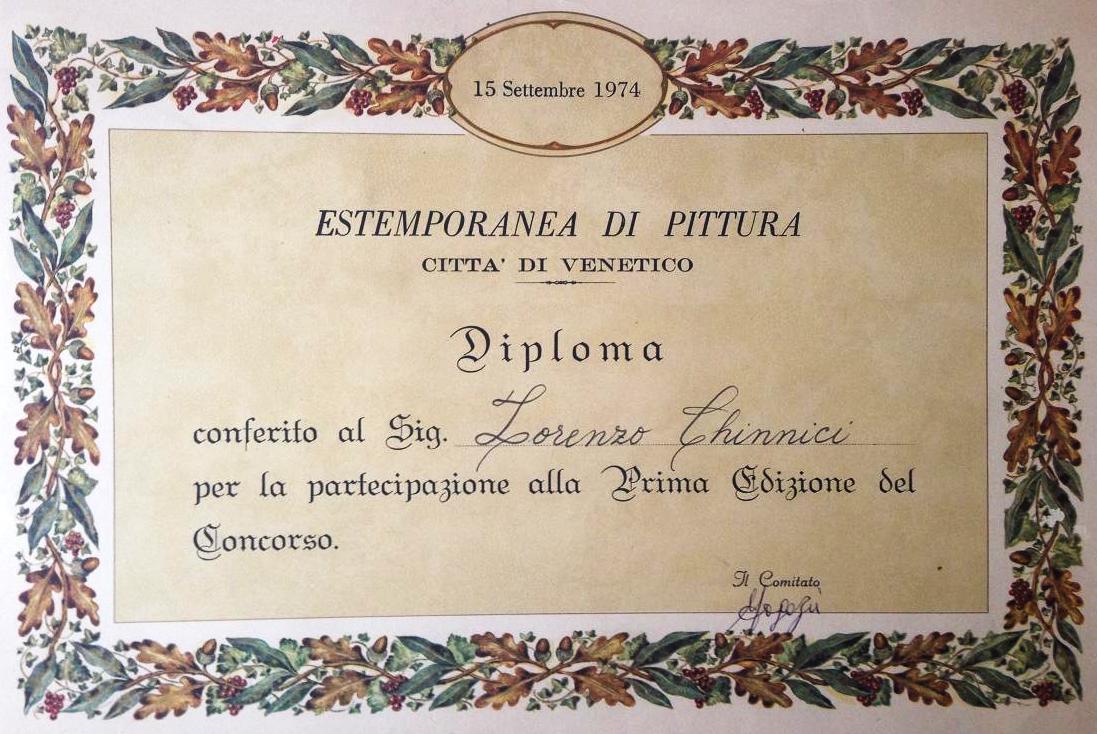 15 Settembre 1974
ESTEMPORANEA DI PITTURA
CITTA' DI VENETICO
Diploma
conferito al Sig. Lorenzo Chinnici
per la partecipazione alla Prima Edizione del
Concorso.
Il Comitato